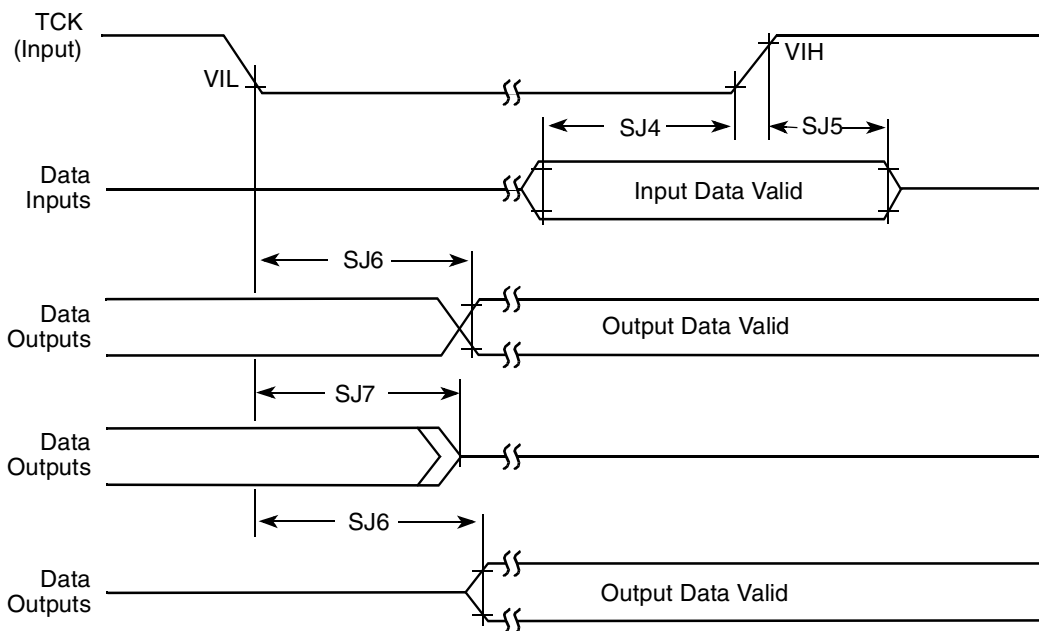 TCK
(Input)
VIL
VIH
SJ4
SJ5
Data
Inputs
Input Data Valid
SJ6
Data
Outputs
Output Data Valid
SJ7
Data
Outputs
SJ6
Data
Outputs
Output Data Valid